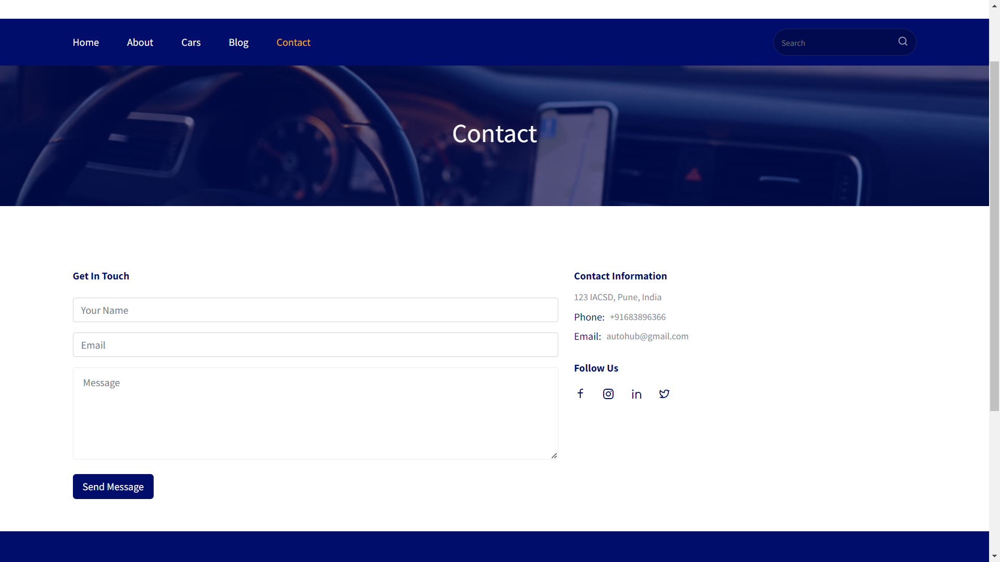 Home About Cars Blog Contact Search
Contact
Get In Touch
Your Name
Email
Message
Send Message
Contact Information
123 IACSD, Pune, India
Phone: +91683896366
Email: autohub@gmail.com
Follow Us